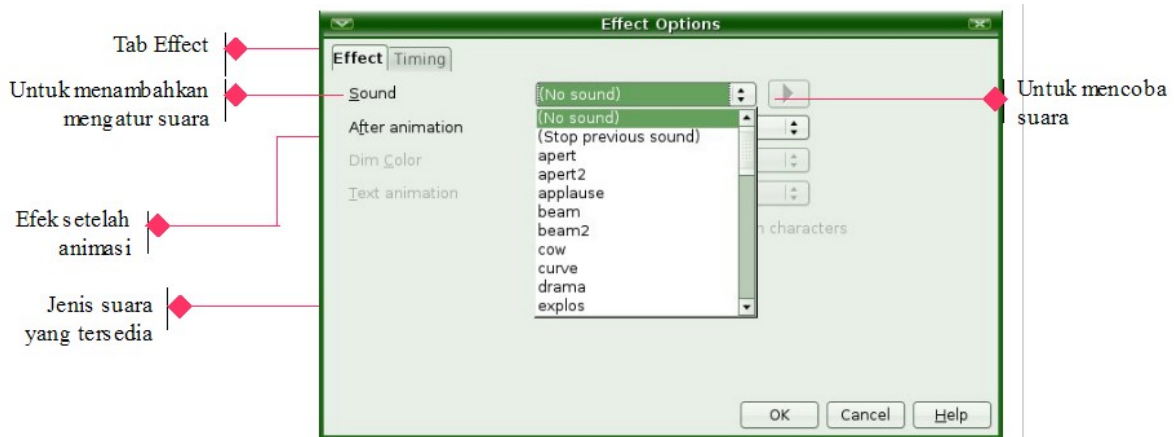 Effect Options
Tab Effect
Effect Timing
Untuk menambahkan
mengatur suara
Sound
(No sound)
Untuk mencoba
suara
After animation
Dim Color
Text animation
(No sound)
(Stop previous sound)
apert
apert2
applause
beam
beam2
cow
curve
drama
explos
characters
Efek setelah
animasi
Jenis suara
yang tersedia
OK Cancel Help